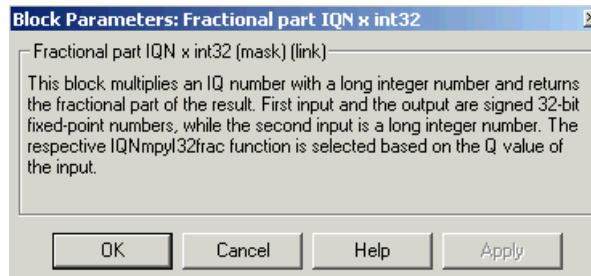 Block Parameters: Fractional part IQN x int32
Fractional part IQN x int32 (mask) (link)
This block multiplies an IQ number with a long integer number and returns
the fractional part of the result. First input and the output are signed 32-bit
fixed-point numbers, while the second input is a long integer number. The
respective IQNmpyI32frac function is selected based on the Q value of
the input.
OK Cancel Help Apply